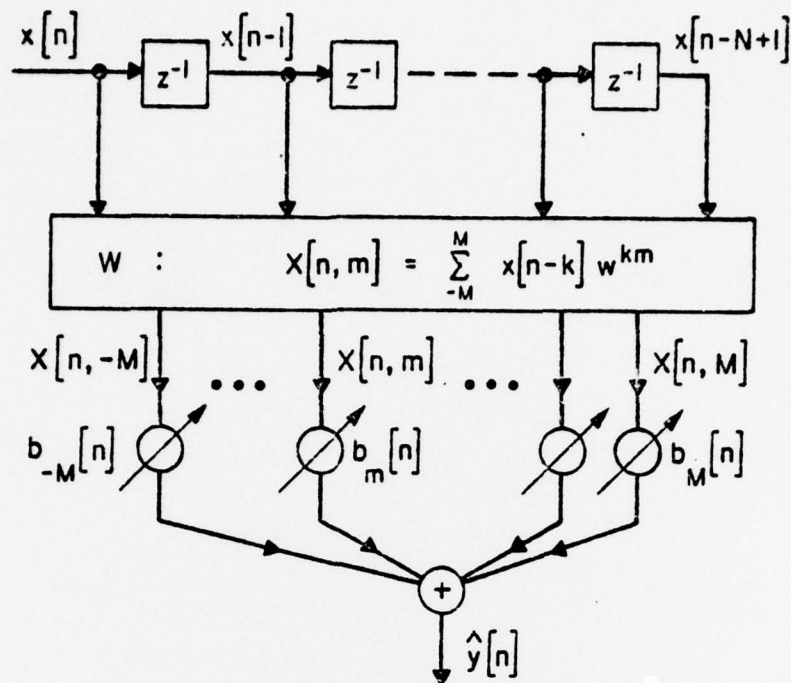 x[n] x[n-1] x[n-N+1]
z⁻¹ z⁻¹ z⁻¹
W : X[n, m] = ∑_{-M}^{M} x[n-k] w^{km}
X[n, -M] ••• X[n, m] ••• X[n, M]
b_{-M}[n] b_m[n] b_M[n]
+
ŷ[n]